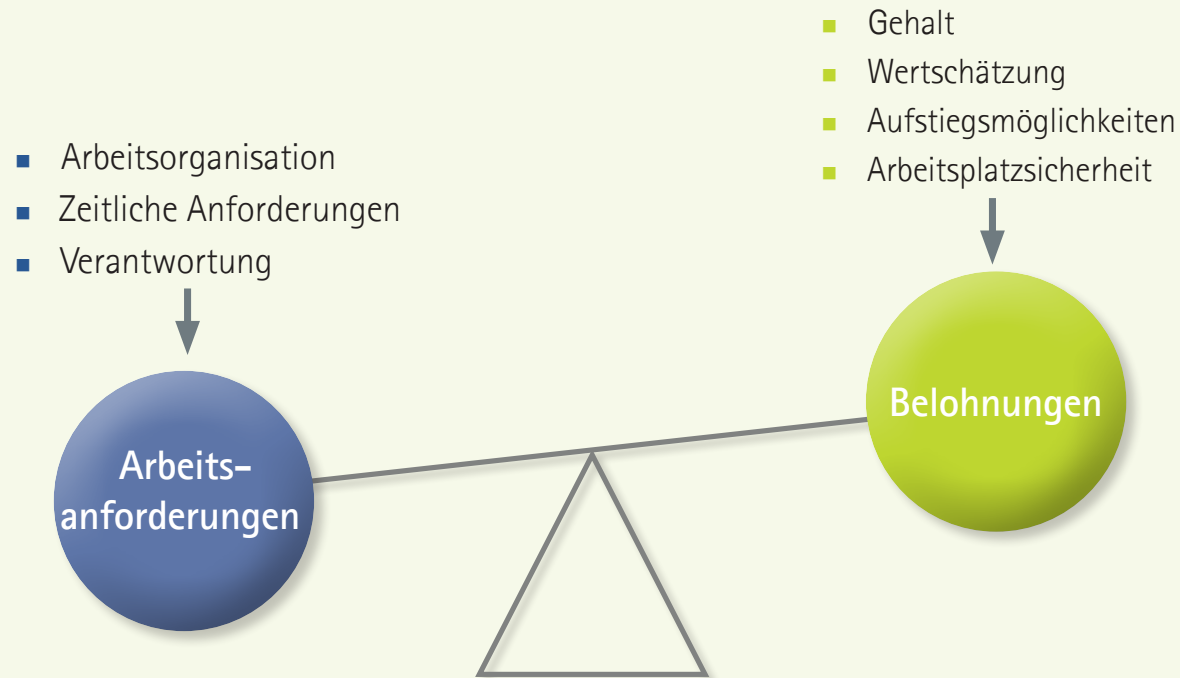 Gehalt
Wertschätzung
Aufstiegsmöglichkeiten
Arbeitsplatzsicherheit
Arbeitsorganisation
Zeitliche Anforderungen
Verantwortung
Belohnungen
Arbeits-
anforderungen